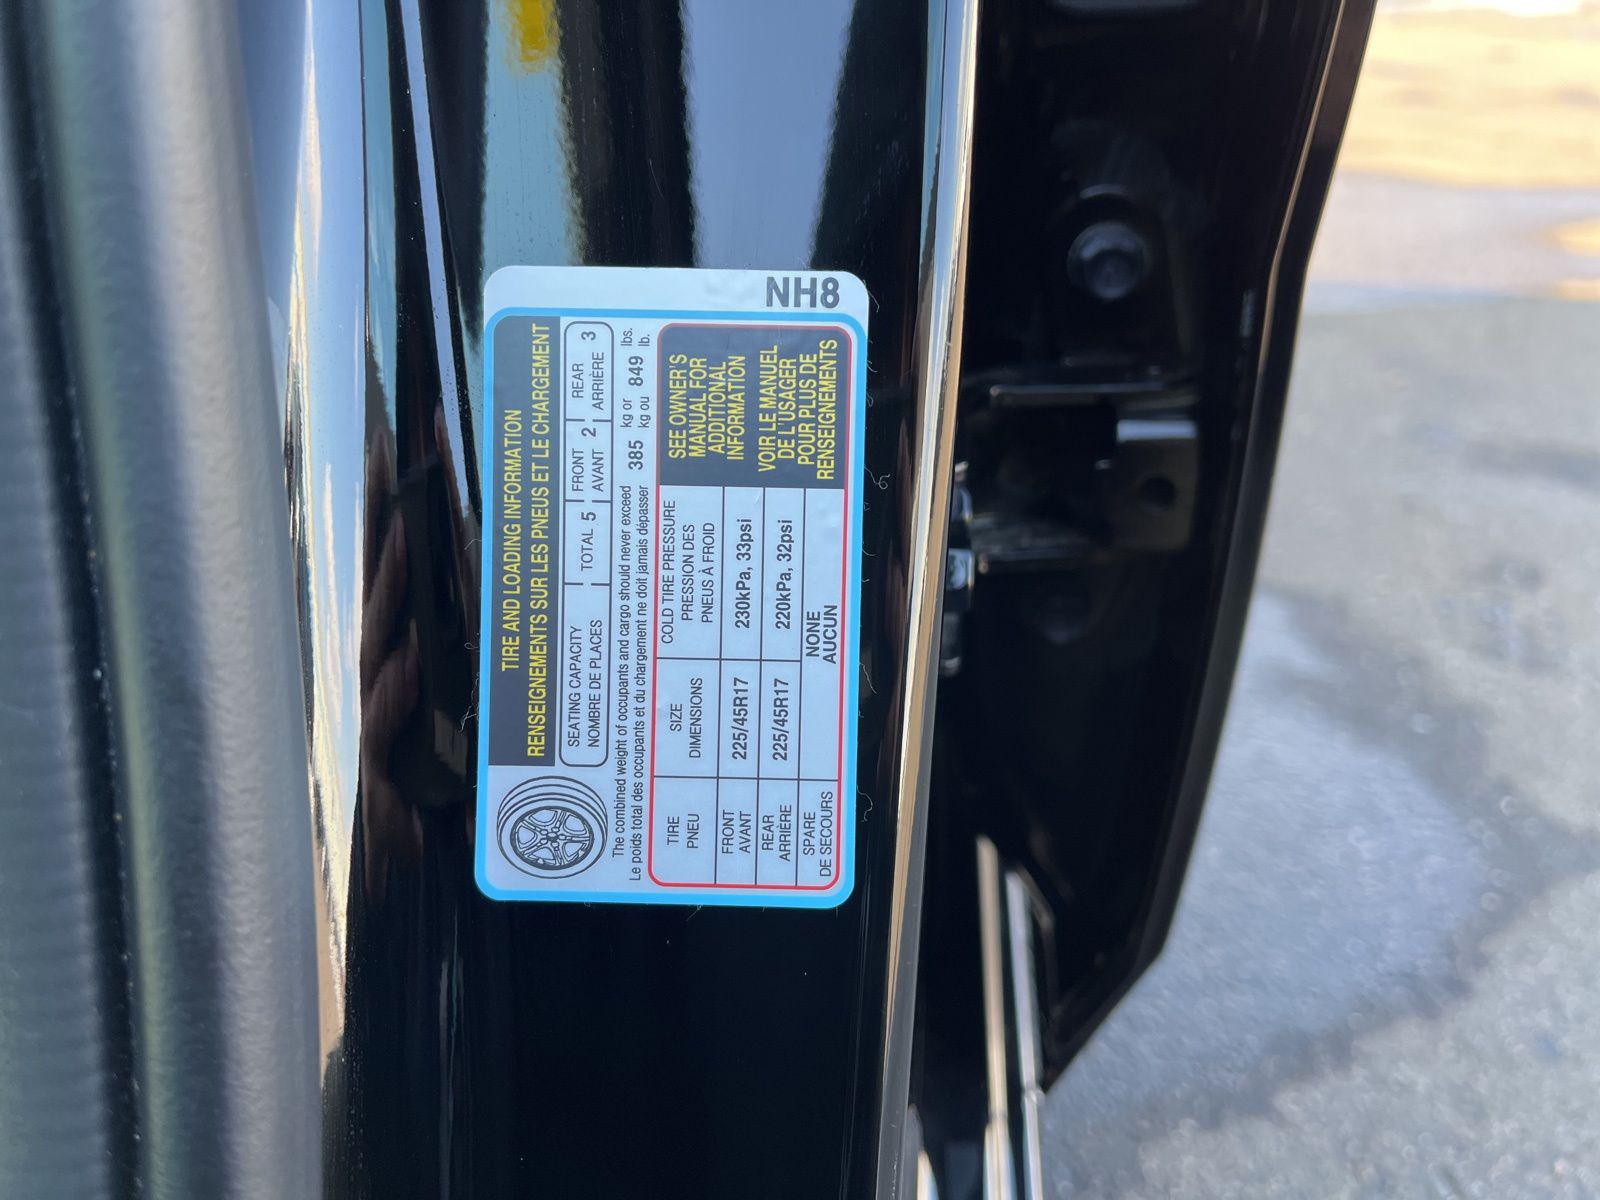 NH8
TIRE AND LOADING INFORMATION
RENSEIGNEMENTS SUR LES PNEUS ET LE CHARGEMENT
SEATING CAPACITY
NOMBRE DE PLACES
TOTAL 5
FRONT
AVANT 2
REAR
ARRIÈRE 3
The combined weight of occupants and cargo should never exceed 385 kg or 849 lbs.
Le poids total des occupants et du chargement ne doit jamais dépasser kg ou lb.
TIRE
PNEU
SIZE
DIMENSIONS
COLD TIRE PRESSURE
PRESSION DES
PNEUS À FROID
FRONT
AVANT
225/45R17
230kPa, 33psi
REAR
ARRIÈRE
225/45R17
220kPa, 32psi
SPARE
DE SECOURS
NONE
AUCUN
SEE OWNER'S
MANUAL FOR
ADDITIONAL
INFORMATION
VOIR LE MANUEL
DE L'USAGER
POUR PLUS DE
RENSEIGNEMENTS